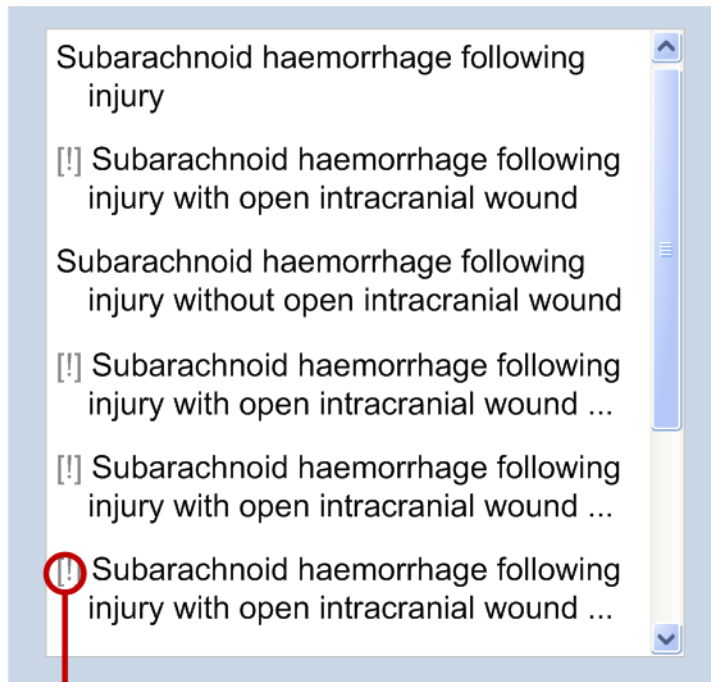 Subarachnoid haemorrhage following
injury
[!] Subarachnoid haemorrhage following
injury with open intracranial wound
Subarachnoid haemorrhage following
injury without open intracranial wound
[!] Subarachnoid haemorrhage following
injury with open intracranial wound ...
[!] Subarachnoid haemorrhage following
injury with open intracranial wound ...
[!] Subarachnoid haemorrhage following
injury with open intracranial wound ...